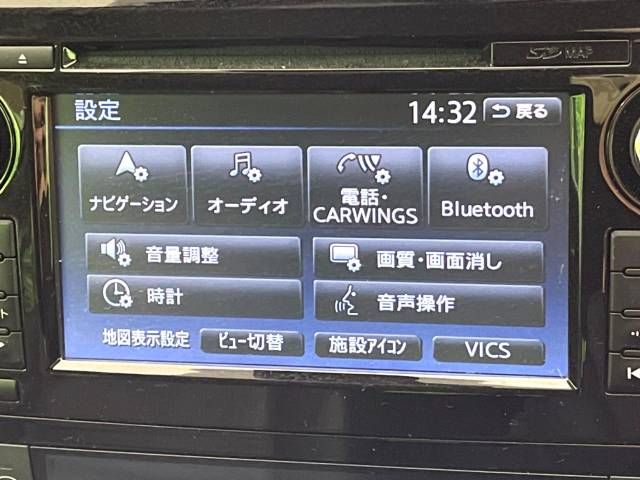 SD MAP
設定
14:32
戻る
ナビゲーション
オーディオ
電話・
CARWINGS
Bluetooth
音量調整
画質・画面消し
時計
音声操作
地図表示設定
ビュー切替
施設アイコン
VICS